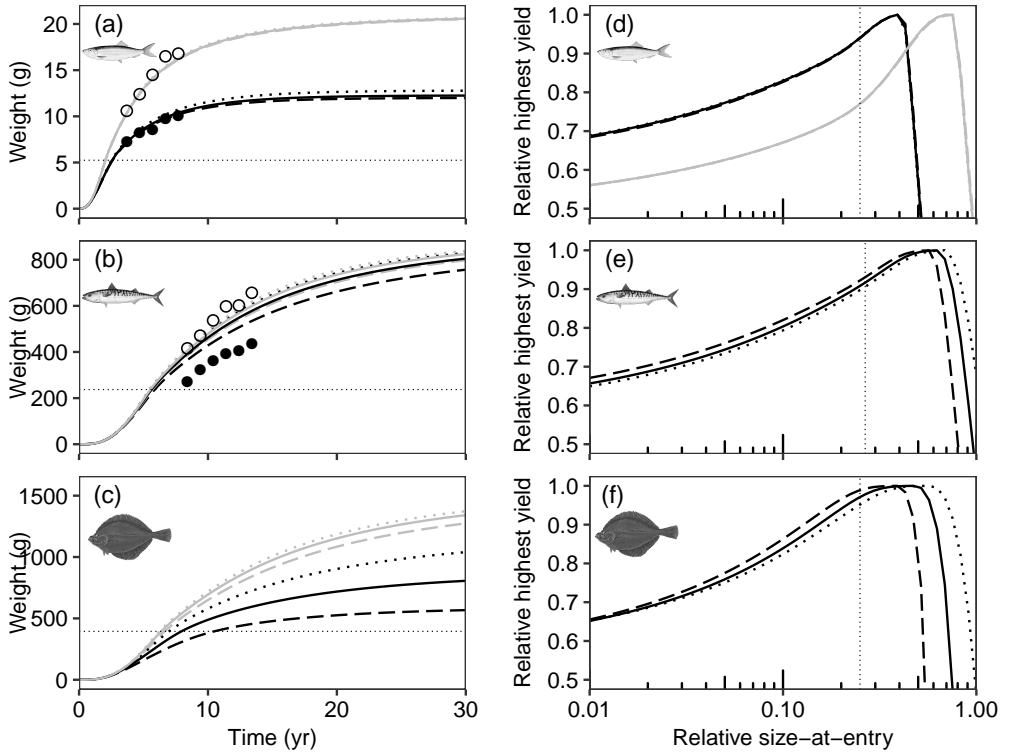 (a)
Weight (g)
20
15
10
5
0
(d)
Relative highest yield
1.0
0.9
0.8
0.7
0.6
0.5
(b)
Weight (g)
800
600
400
200
0
(e)
Relative highest yield
1.0
0.9
0.8
0.7
0.6
0.5
(c)
Weight (g)
1500
1000
500
0
0 10 20 30
Time (yr)
(f)
Relative highest yield
1.0
0.9
0.8
0.7
0.6
0.5
0.01 0.10 1.00
Relative size−at−entry